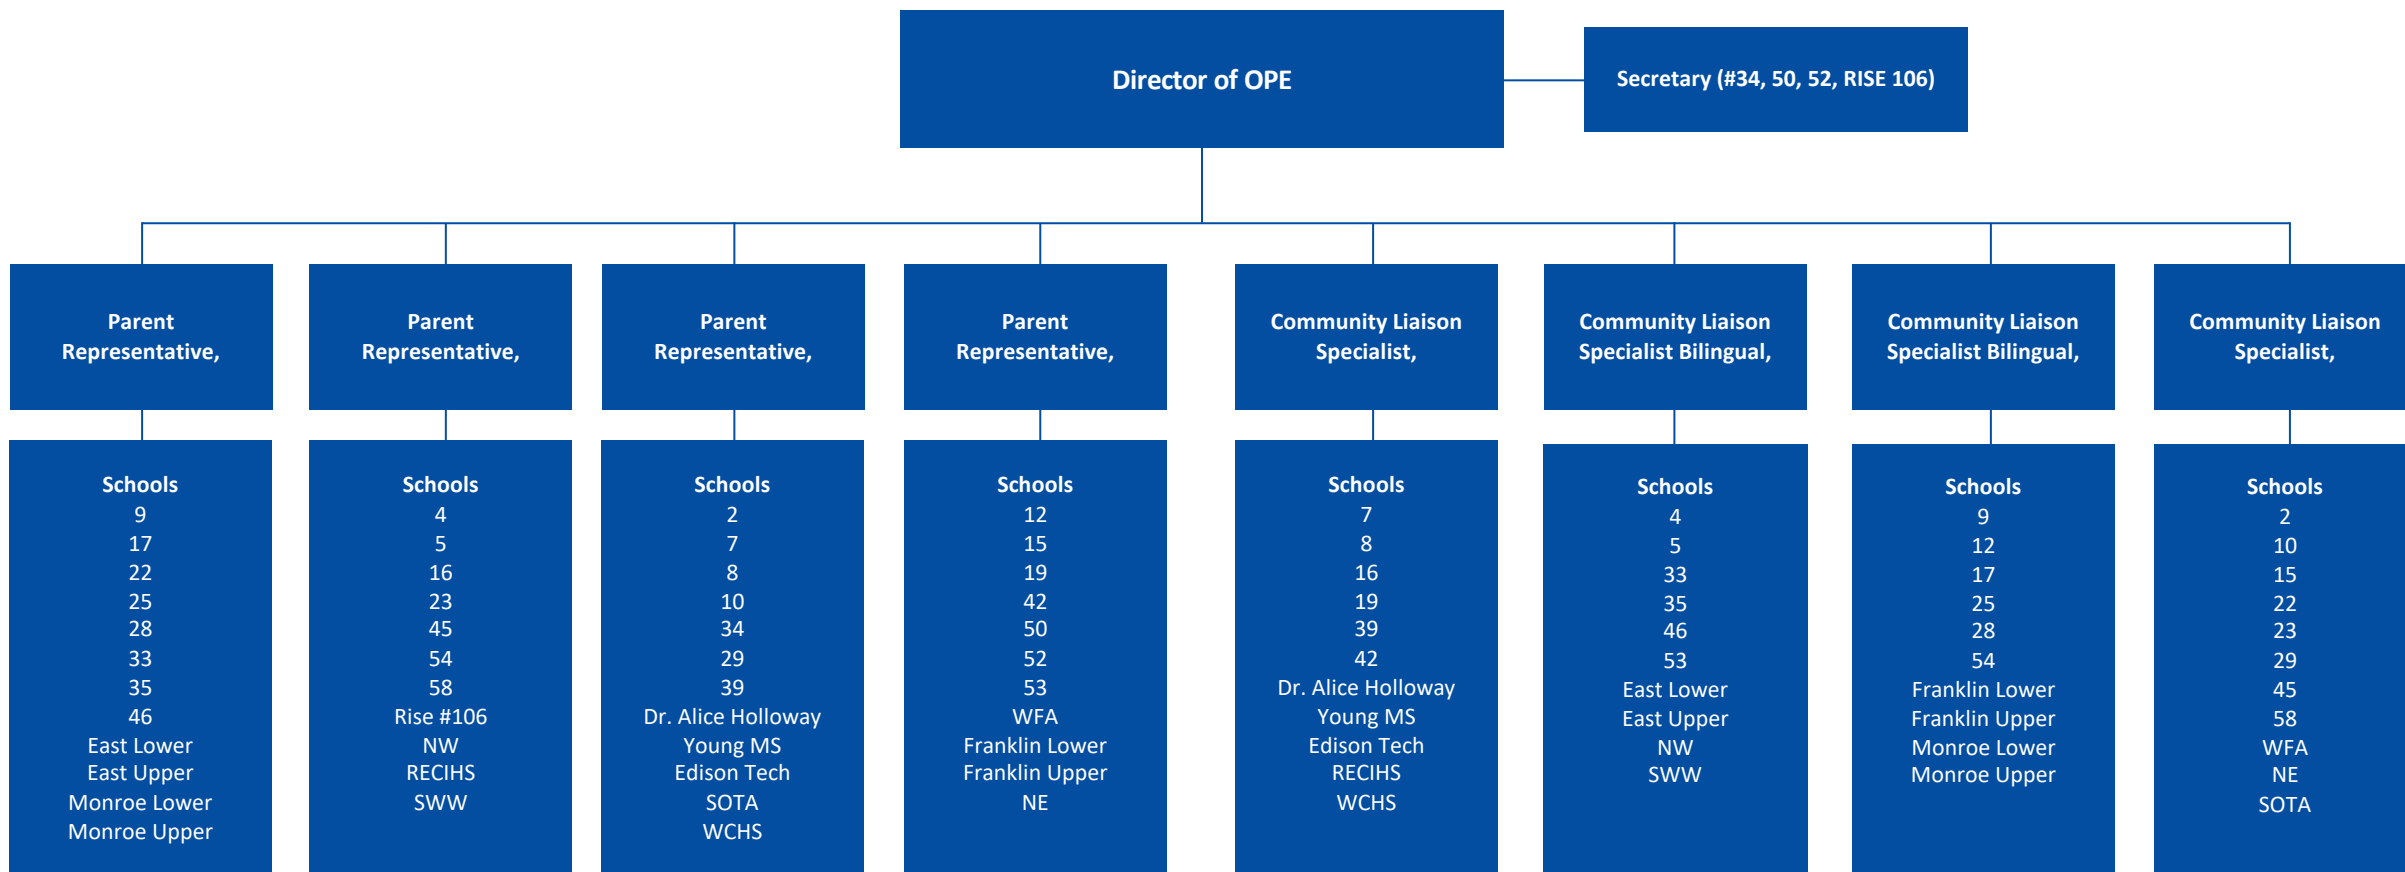 Director of OPE
Secretary (#34, 50, 52, RISE 106)
Parent
Representative,
Parent
Representative,
Parent
Representative,
Parent
Representative,
Community Liaison
Specialist,
Community Liaison
Specialist Bilingual,
Community Liaison
Specialist Bilingual,
Community Liaison
Specialist,
Schools
9
17
22
25
28
33
35
46
East Lower
East Upper
Monroe Lower
Monroe Upper
Schools
4
5
16
23
45
54
58
Rise #106
NW
RECIHS
SWW
Schools
2
7
8
10
34
29
39
Dr. Alice Holloway
Young MS
Edison Tech
SOTA
WCHS
Schools
12
15
19
42
50
52
53
WFA
Franklin Lower
Franklin Upper
NE
Schools
7
8
16
19
39
42
Dr. Alice Holloway
Young MS
Edison Tech
RECIHS
WCHS
Schools
4
5
33
35
46
53
East Lower
East Upper
NW
SWW
Schools
9
12
17
25
28
54
Franklin Lower
Franklin Upper
Monroe Lower
Monroe Upper
Schools
2
10
15
22
23
29
45
58
WFA
NE
SOTA